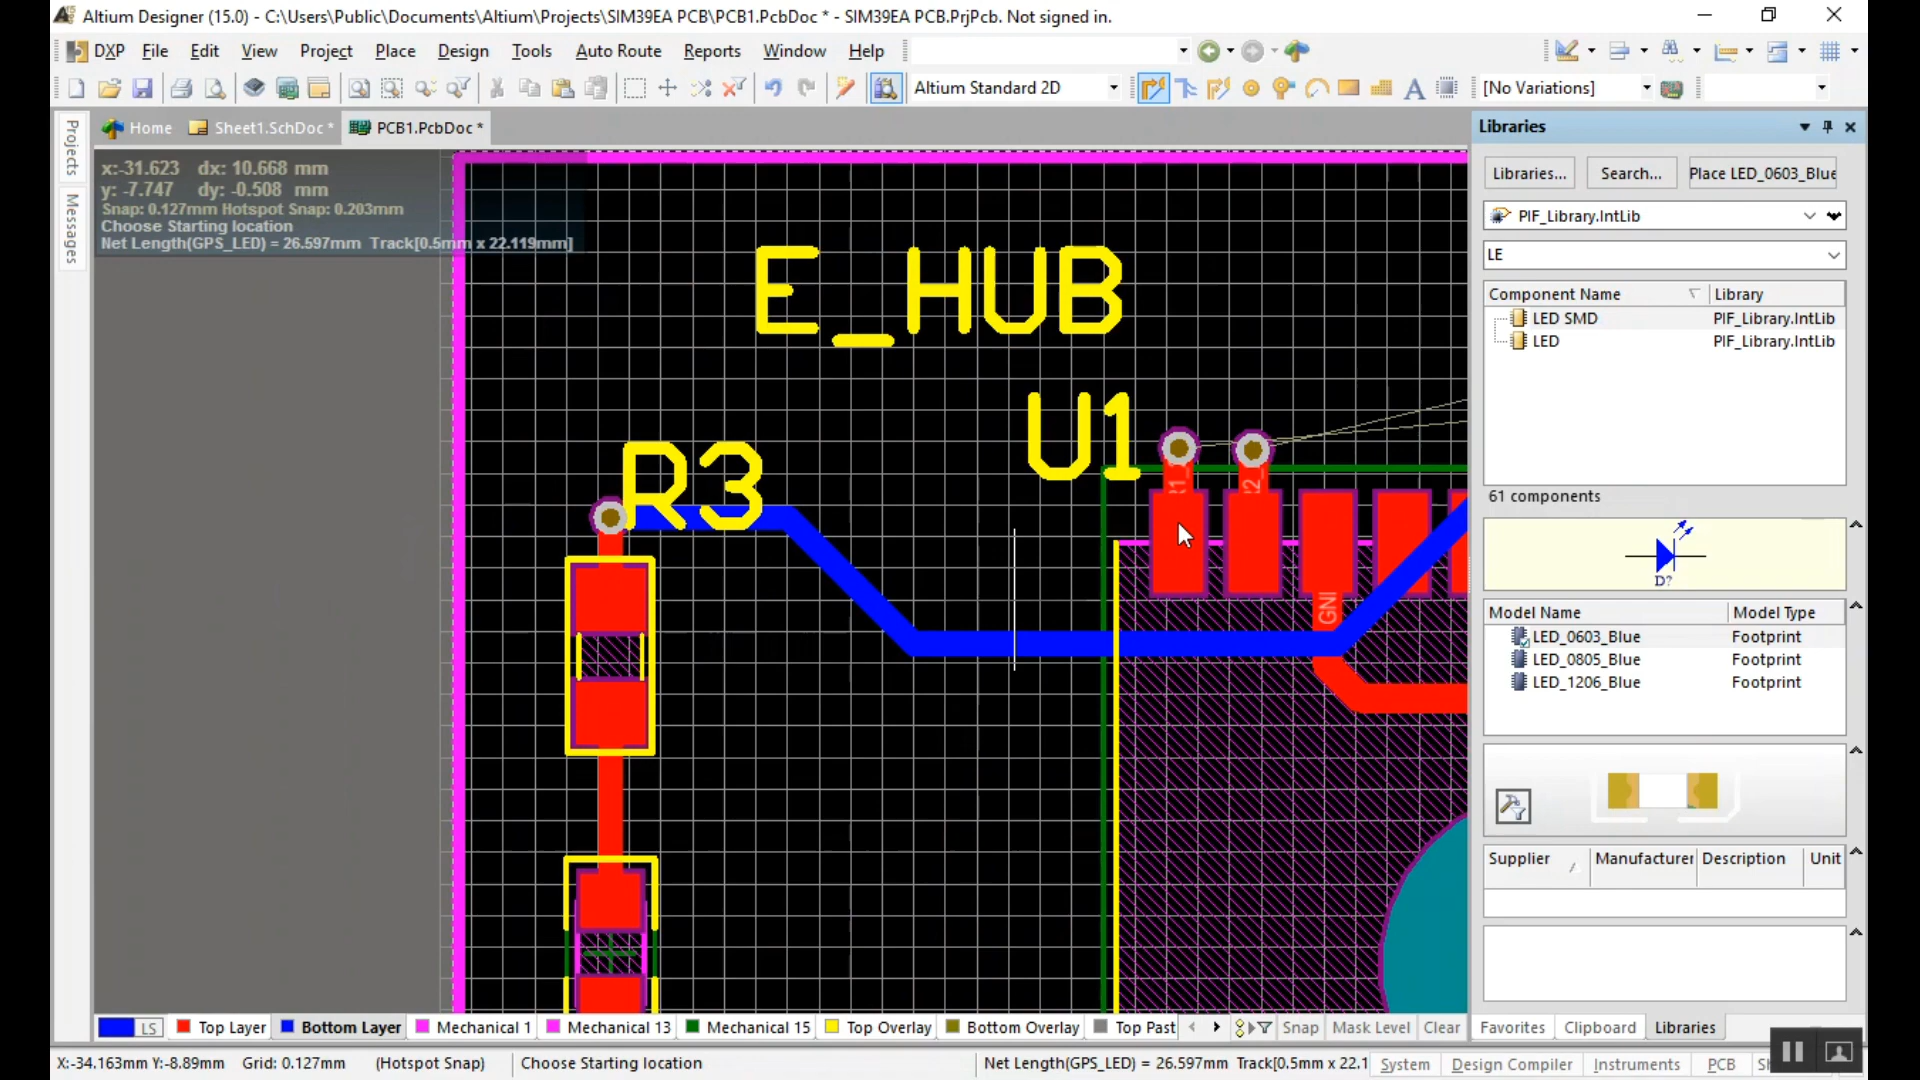 Altium Designer (15.0) - C:\Users\Public\Documents\Altium\Projects\SIM39EA PCB\PCB1.PcbDoc * - SIM39EA PCB.PrjPcb. Not signed in.
DXP File Edit View Project Place Design Tools Auto Route Reports Window Help
Altium Standard 2D
[No Variations]
Projects
Messages
Home
Sheet1.SchDoc *
PCB1.PcbDoc *
x:-31.623 dx: 10.668 mm
y: -7.747 dy: -0.508 mm
Snap: 0.127mm Hotspot Snap: 0.203mm
Choose Starting location
Net Length(GPS_LED) = 26.597mm Track[0.5mm x 22.119mm]
E_HUB
U1
R3
GNI
Libraries
Libraries... Search... Place LED_0603_Blue
PIF_Library.IntLib
LE
Component Name Library
LED SMD PIF_Library.IntLib
LED PIF_Library.IntLib
61 components
D?
Model Name Model Type
LED_0603_Blue Footprint
LED_0805_Blue Footprint
LED_1206_Blue Footprint
Supplier Manufacturer Description Unit
LS Top Layer Bottom Layer Mechanical 1 Mechanical 13 Mechanical 15 Top Overlay Bottom Overlay Top Past Snap Mask Level Clear
Favorites Clipboard Libraries
X:-34.163mm Y:-8.89mm Grid: 0.127mm (Hotspot Snap) Choose Starting location Net Length(GPS_LED) = 26.597mm Track[0.5mm x 22.1
System Design Compiler Instruments PCB